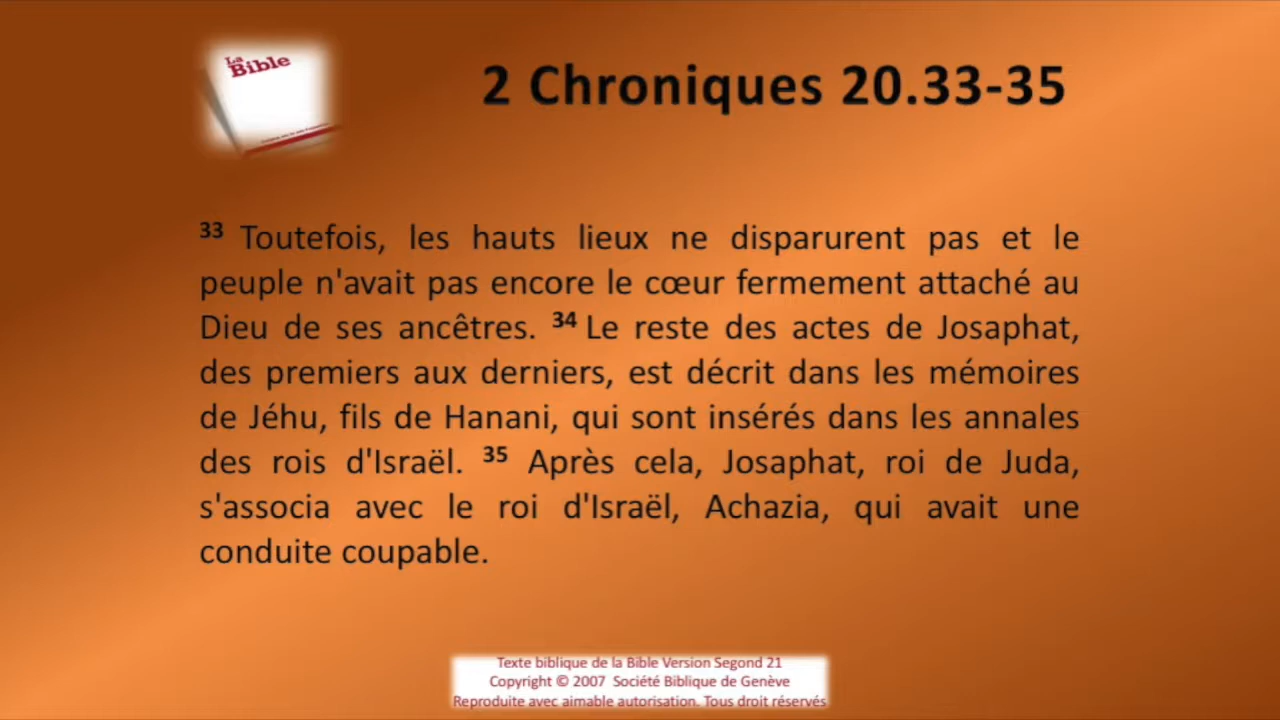 La
Bible
2 Chroniques 20.33-35
33 Toutefois, les hauts lieux ne disparurent pas et le
peuple n'avait pas encore le cœur fermement attaché au
Dieu de ses ancêtres. 34 Le reste des actes de Josaphat,
des premiers aux derniers, est décrit dans les mémoires
de Jéhu, fils de Hanani, qui sont insérés dans les annales
des rois d'Israël. 35 Après cela, Josaphat, roi de Juda,
s'associa avec le roi d'Israël, Achazia, qui avait une
conduite coupable.
Texte biblique de la Bible Version Segond 21
Copyright © 2007 Société Biblique de Genève
Reproduite avec aimable autorisation. Tous droit réservés